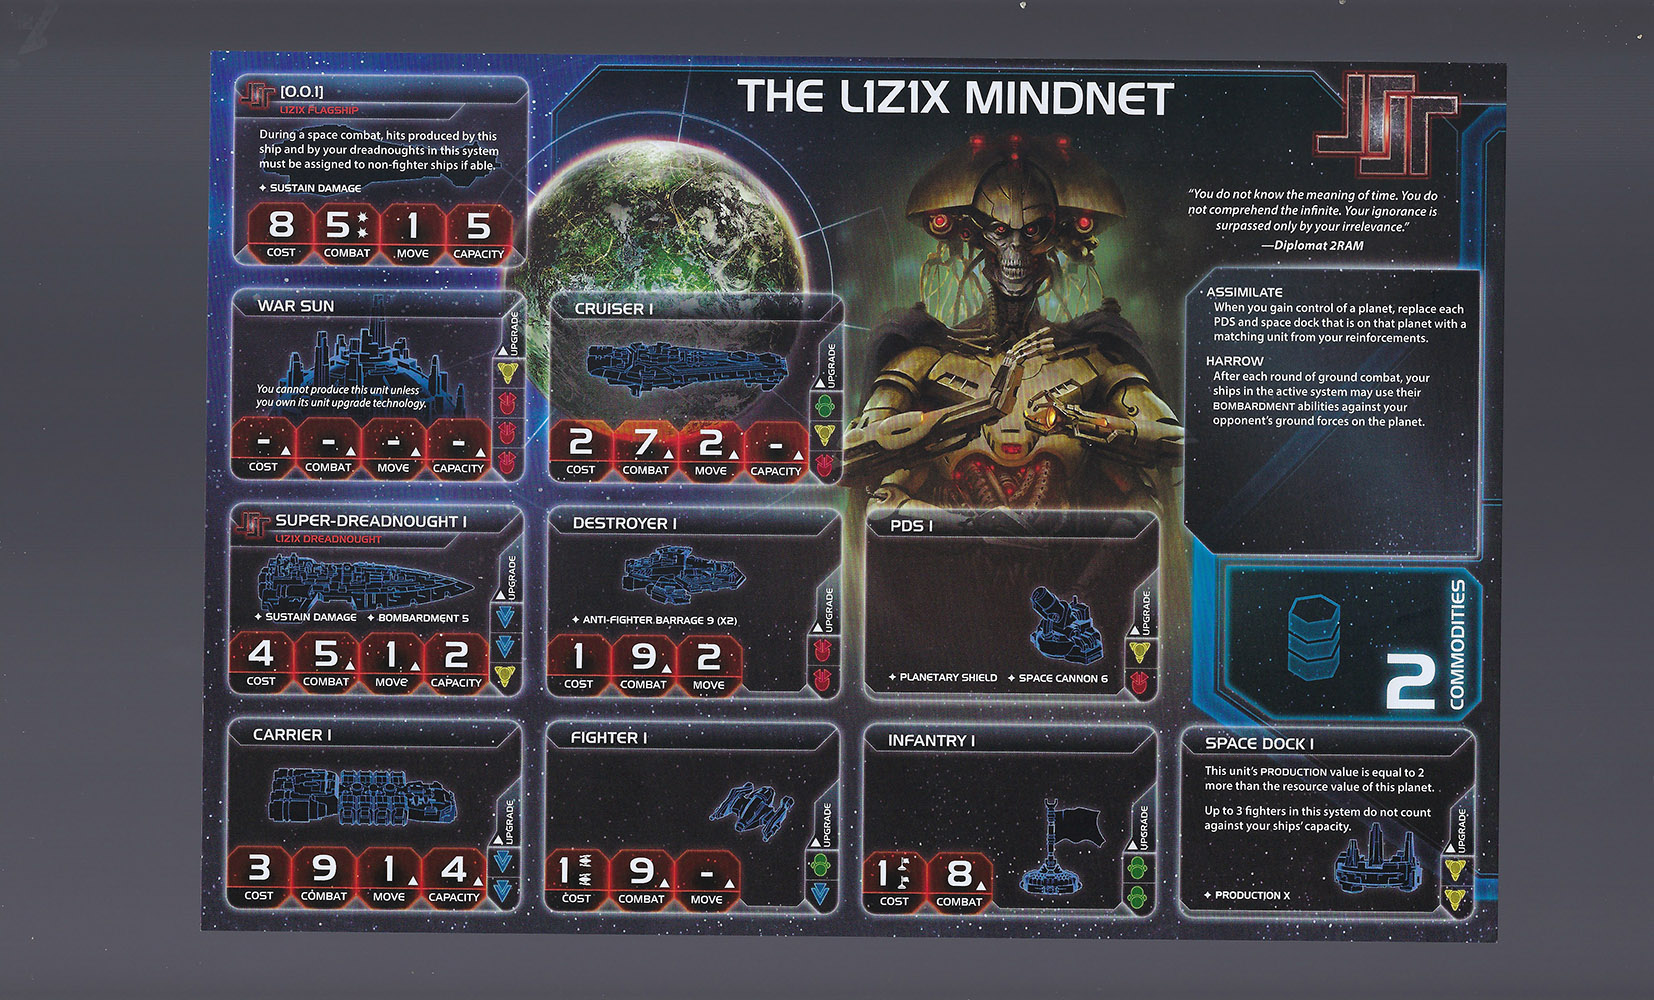 THE L1Z1X MINDNET
[0.0.1]
L1Z1X FLAGSHIP
During a space combat, hits produced by this
ship and by your dreadnoughts in this system
must be assigned to non-fighter ships if able.
✦ SUSTAIN DAMAGE
8 5 1 5
COST COMBAT MOVE CAPACITY
"You do not know the meaning of time. You do
not comprehend the infinite. Your ignorance is
surpassed only by your irrelevance."
—Diplomat 2RAM
WAR SUN
UPGRADE
You cannot produce this unit unless
you own its unit upgrade technology.
- - - -
COST COMBAT MOVE CAPACITY
CRUISER I
UPGRADE
2 7 2 -
COST COMBAT MOVE CAPACITY
ASSIMILATE
When you gain control of a planet, replace each
PDS and space dock that is on that planet with a
matching unit from your reinforcements.
HARROW
After each round of ground combat, your
ships in the active system may use their
BOMBARDMENT abilities against your
opponent's ground forces on the planet.
SUPER-DREADNOUGHT I
L1Z1X DREADNOUGHT
UPGRADE
✦ SUSTAIN DAMAGE ✦ BOMBARDMENT 5
4 5 1 2
COST COMBAT MOVE CAPACITY
DESTROYER I
UPGRADE
✦ ANTI-FIGHTER BARRAGE 9 (X2)
1 9 2
COST COMBAT MOVE
PDS I
UPGRADE
✦ PLANETARY SHIELD ✦ SPACE CANNON 6
2
COMMODITIES
CARRIER I
UPGRADE
3 9 1 4
COST COMBAT MOVE CAPACITY
FIGHTER I
UPGRADE
1 9 -
COST COMBAT MOVE
INFANTRY I
UPGRADE
1 8
COST COMBAT
SPACE DOCK I
This unit's PRODUCTION value is equal to 2
more than the resource value of this planet.
Up to 3 fighters in this system do not count
against your ships' capacity.
UPGRADE
✦ PRODUCTION X